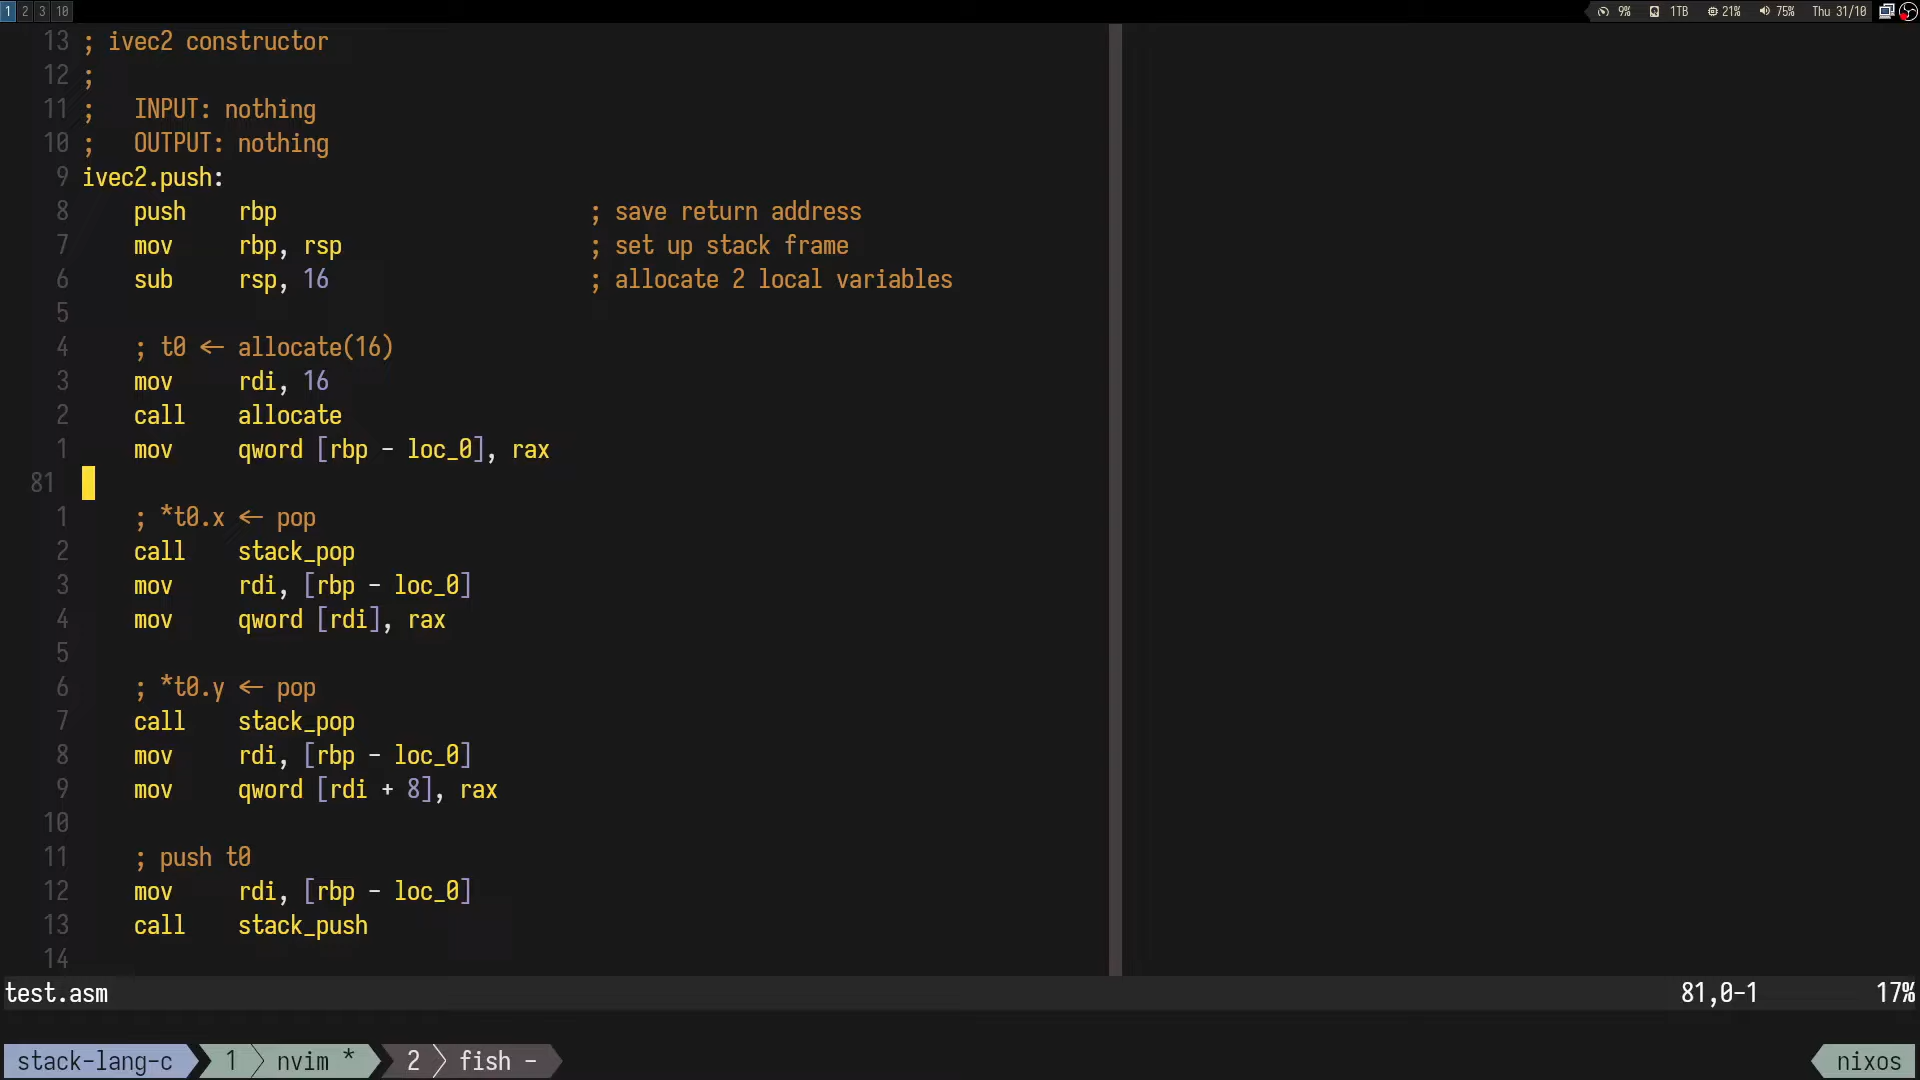 1 2 3 10 9% 1TB 21% 75% Thu 31/10
13 ; ivec2 constructor
12 ;
11 ;   INPUT: nothing
10 ;   OUTPUT: nothing
9 ivec2.push:
8     push    rbp                        ; save return address
7     mov     rbp, rsp                   ; set up stack frame
6     sub     rsp, 16                    ; allocate 2 local variables
5
4     ; t0 <- allocate(16)
3     mov     rdi, 16
2     call    allocate
1     mov     qword [rbp - loc_0], rax
81
1     ; *t0.x <- pop
2     call    stack_pop
3     mov     rdi, [rbp - loc_0]
4     mov     qword [rdi], rax
5
6     ; *t0.y <- pop
7     call    stack_pop
8     mov     rdi, [rbp - loc_0]
9     mov     qword [rdi + 8], rax
10
11     ; push t0
12     mov     rdi, [rbp - loc_0]
13     call    stack_push
14
test.asm 81,0-1 17%
stack-lang-c 1 nvim * 2 fish - nixos